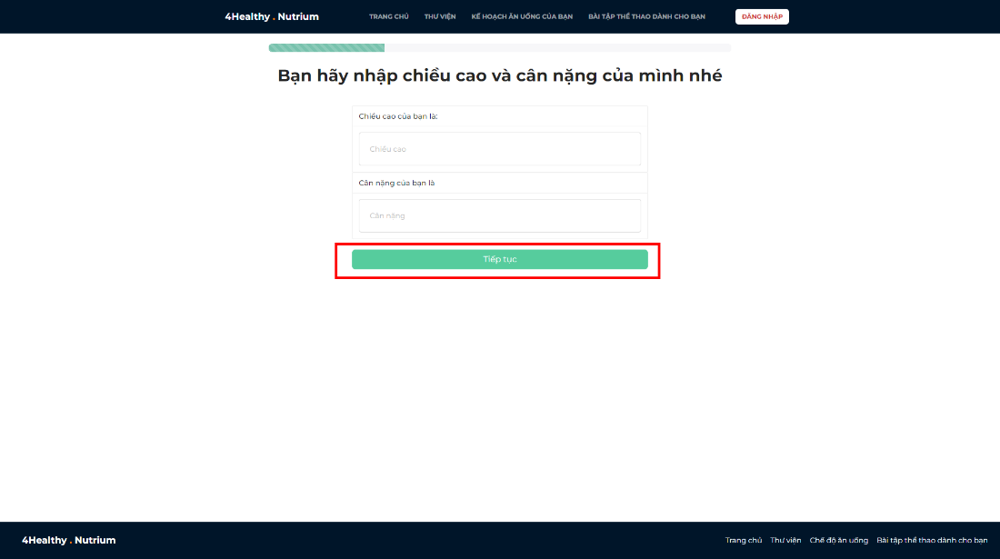 4Healthy . Nutrium TRANG CHỦ THƯ VIỆN KẾ HOẠCH ĂN UỐNG CỦA BẠN BÀI TẬP THỂ THAO DÀNH CHO BẠN ĐĂNG NHẬP
Bạn hãy nhập chiều cao và cân nặng của mình nhé
Chiều cao của bạn là:
Chiều cao
Cân nặng của bạn là
Cân nặng
Tiếp tục
4Healthy . Nutrium Trang chủ Thư viện Chế độ ăn uống Bài tập thể thao dành cho bạn